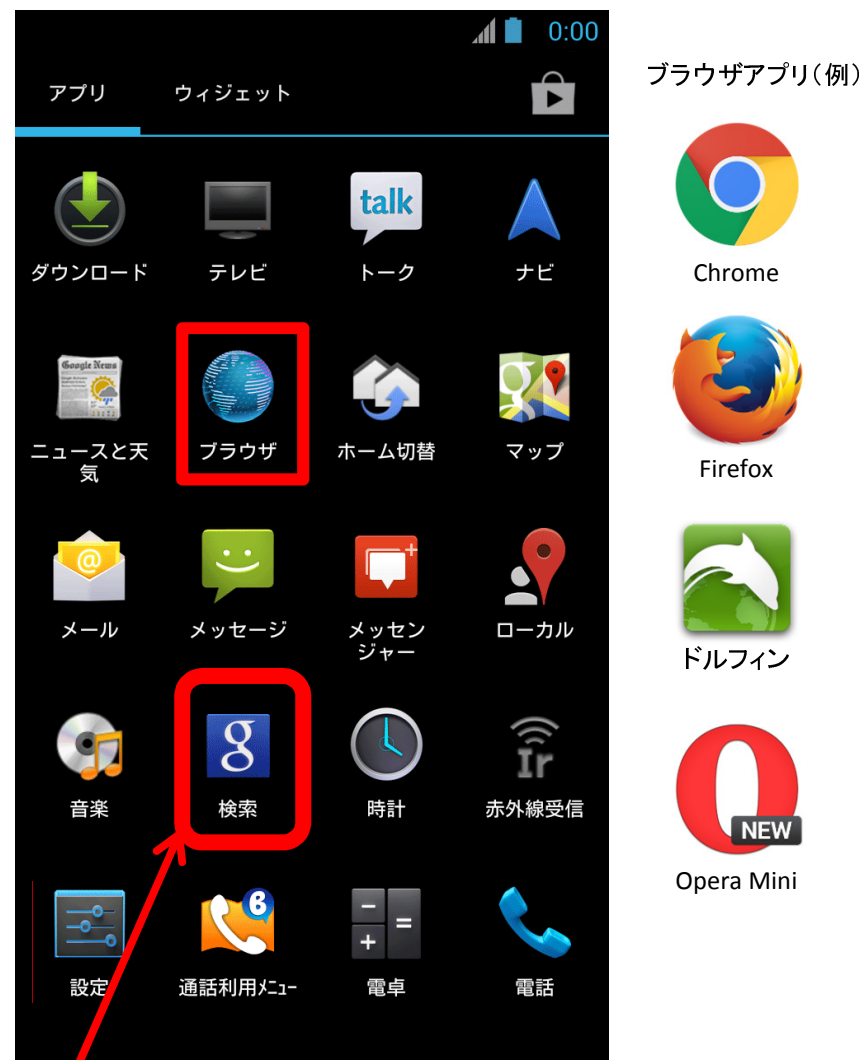 0:00
アプリ
ウィジェット
ブラウザアプリ（例）
talk
ダウンロード
テレビ
トーク
ナビ
Chrome
Google News
g
ニュースと天
気
ブラウザ
ホーム切替
マップ
Firefox
@
メール
メッセージ
メッセン
ジャー
ローカル
ドルフィン
g
Ir
音楽
検索
時計
赤外線受信
NEW
Opera Mini
設定
通話利用ﾒﾆｭｰ
電卓
電話